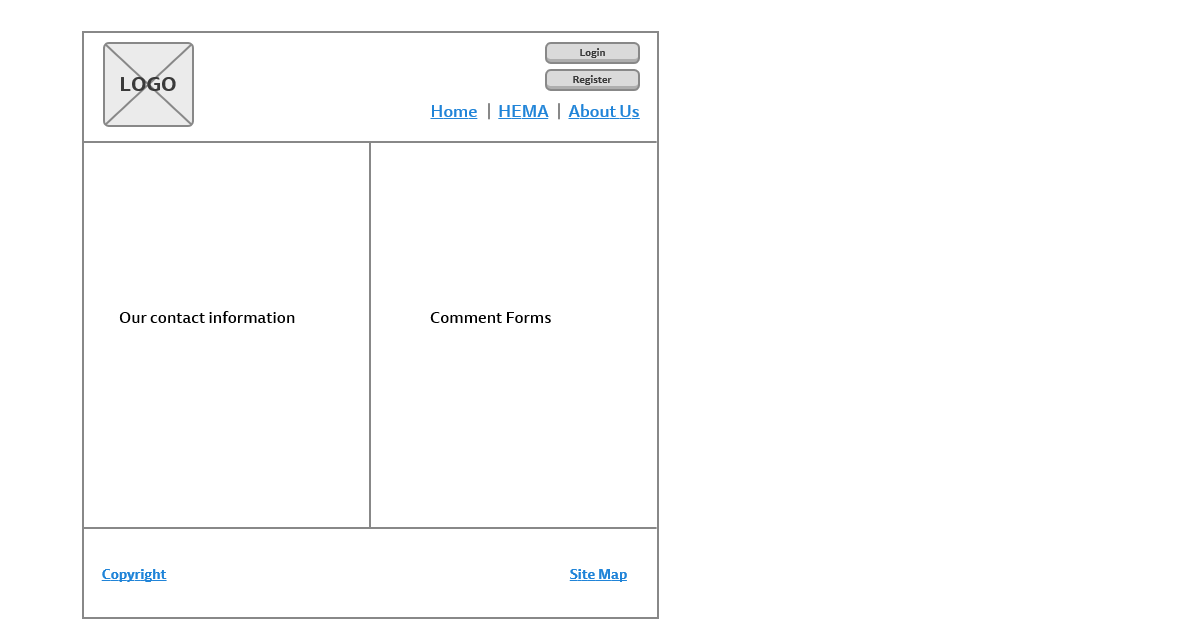 LOGO
Login
Register
Home | HEMA | About Us
Our contact information
Comment Forms
Copyright
Site Map